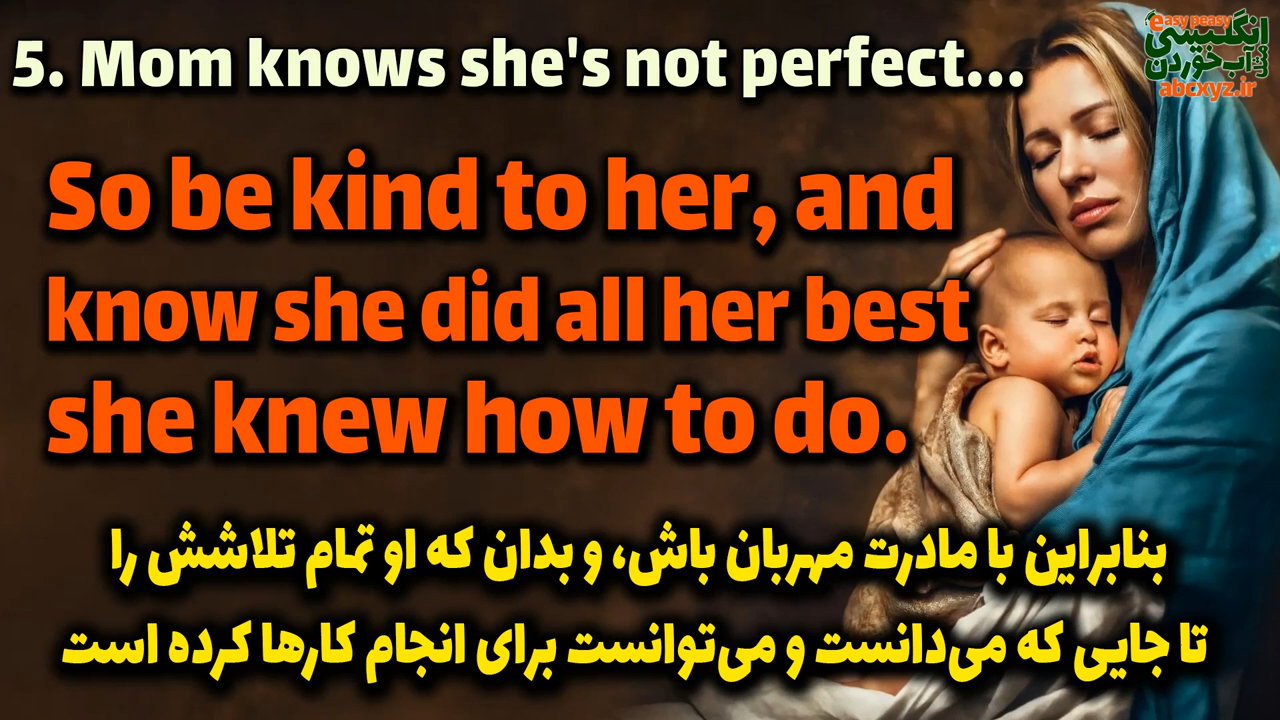 5. Mom knows she's not perfect...
easy peasy
انگلیسی
مثل آب خوردن
abcxyz.ir
So be kind to her, and
know she did all her best
she knew how to do.
بنابراین با مادرت مهربان باش، و بدان که او تمام تلاشش را
تا جایی که می‌دانست و می‌توانست برای انجام کارها کرده است